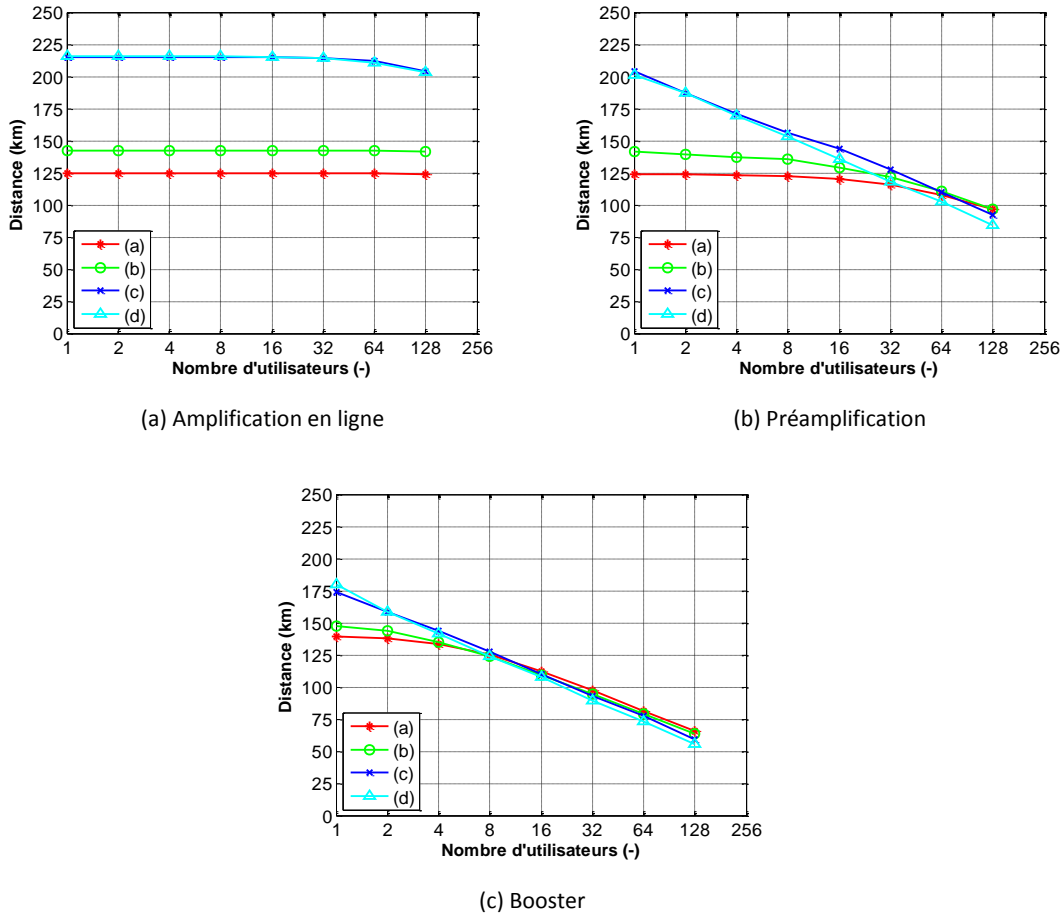 250
225
200
175
150
125
100
75
50
25
0
Distance (km)
(a)
(b)
(c)
(d)
1 2 4 8 16 32 64 128 256
Nombre d'utilisateurs (-)
(a) Amplification en ligne
250
225
200
175
150
125
100
75
50
25
0
Distance (km)
(a)
(b)
(c)
(d)
1 2 4 8 16 32 64 128 256
Nombre d'utilisateurs (-)
(b) Préamplification
250
225
200
175
150
125
100
75
50
25
0
Distance (km)
(a)
(b)
(c)
(d)
1 2 4 8 16 32 64 128 256
Nombre d'utilisateurs (-)
(c) Booster